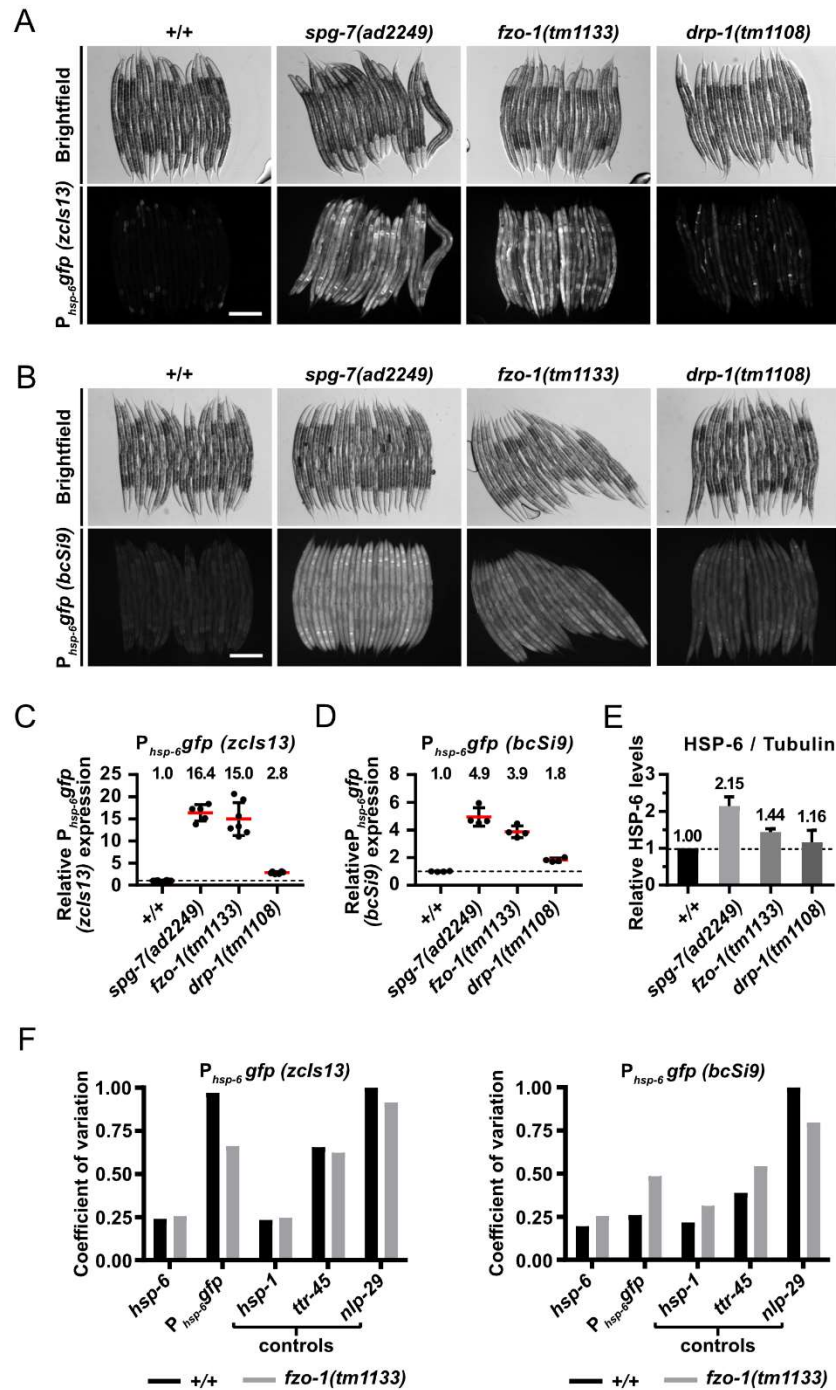 A
+/+ spg-7(ad2249) fzo-1(tm1133) drp-1(tm1108)
Brightfield
Phsp-6gfp (zcIs13)
B
+/+ spg-7(ad2249) fzo-1(tm1133) drp-1(tm1108)
Brightfield
Phsp-6gfp (bcSi9)
C
Phsp-6gfp (zcIs13)
1.0 16.4 15.0 2.8
Relative Phsp-6gfp
(zcIs13) expression
25
20
15
10
5
0
+/+
spg-7(ad2249)
fzo-1(tm1133)
drp-1(tm1108)
D
Phsp-6gfp (bcSi9)
1.0 4.9 3.9 1.8
RelativePhsp-6gfp
(bcSi9) expression
8
6
4
2
0
+/+
spg-7(ad2249)
fzo-1(tm1133)
drp-1(tm1108)
E
HSP-6 / Tubulin
Relative HSP-6 levels
3
2
1
0
1.00
2.15
1.44
1.16
+/+
spg-7(ad2249)
fzo-1(tm1133)
drp-1(tm1108)
F
Phsp-6gfp (zcIs13)
Coefficient of variation
1.00
0.75
0.50
0.25
0.00
hsp-6
Phsp-6gfp
hsp-1
ttr-45
nlp-29
controls
+/+ fzo-1(tm1133)
Phsp-6gfp (bcSi9)
Coefficient of variation
1.00
0.75
0.50
0.25
0.00
hsp-6
Phsp-6gfp
hsp-1
ttr-45
nlp-29
controls
+/+ fzo-1(tm1133)